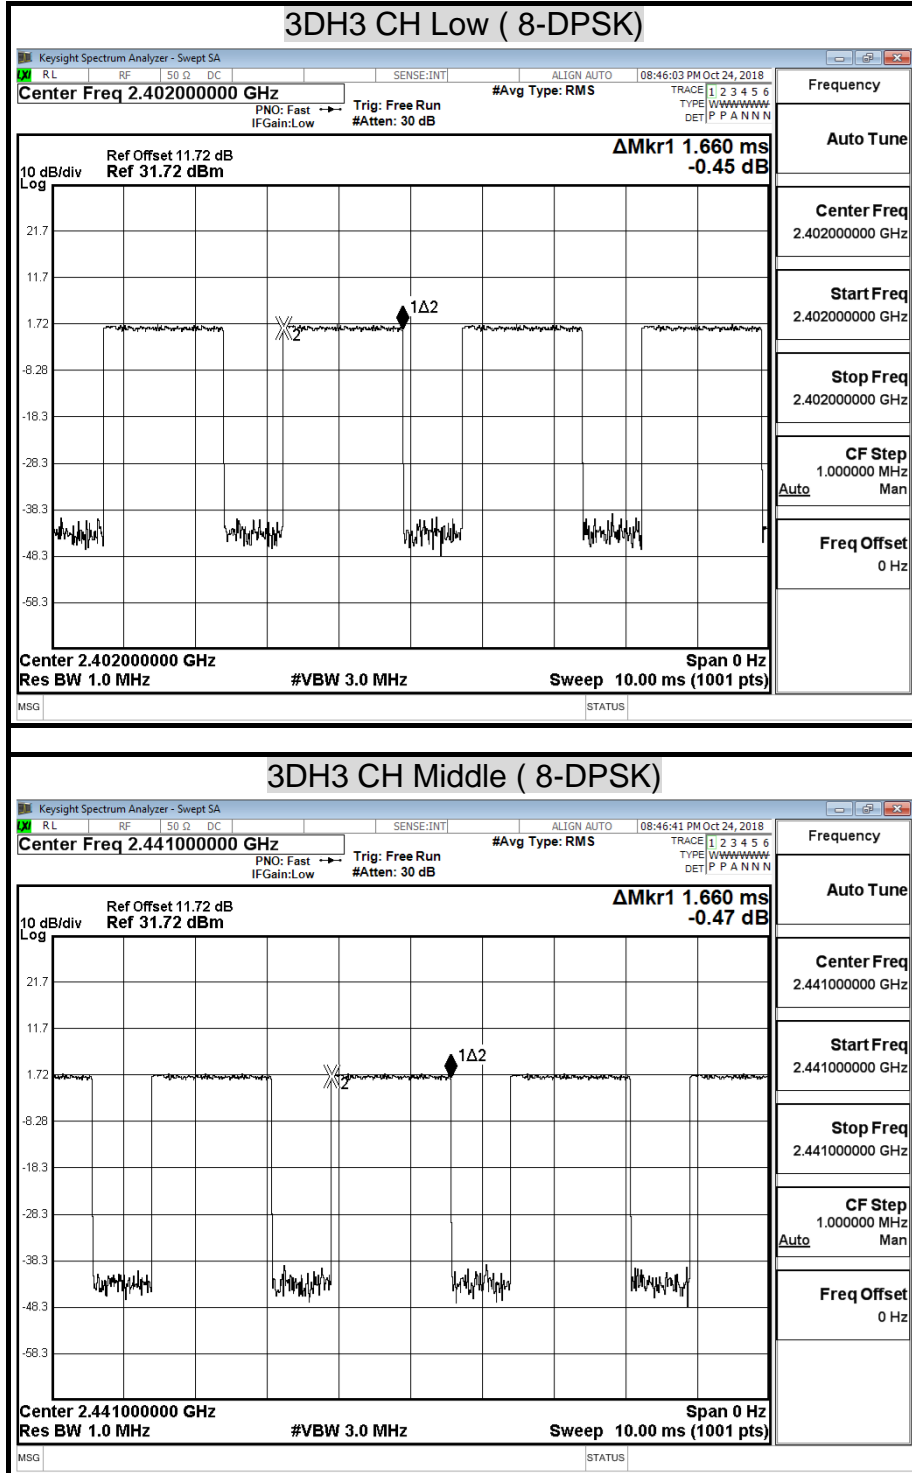 3DH3 CH Low ( 8-DPSK)
Keysight Spectrum Analyzer - Swept SA
LXI RL RF 50 Ω DC SENSE:INT ALIGN AUTO 08:46:03 PM Oct 24, 2018
Center Freq 2.402000000 GHz
PNO: Fast
IFGain:Low
Trig: Free Run
#Atten: 30 dB
#Avg Type: RMS
TRACE 1 2 3 4 5 6
TYPE WWWWWW
DET P P A N N N
Ref Offset 11.72 dB
10 dB/div Ref 31.72 dBm
Log
ΔMkr1 1.660 ms
-0.45 dB
21.7
11.7
1.72
-8.28
-18.3
-28.3
-38.3
-48.3
-58.3
1Δ2
2
Center 2.402000000 GHz Span 0 Hz
Res BW 1.0 MHz #VBW 3.0 MHz Sweep 10.00 ms (1001 pts)
MSG STATUS
Frequency
Auto Tune
Center Freq
2.402000000 GHz
Start Freq
2.402000000 GHz
Stop Freq
2.402000000 GHz
CF Step
1.000000 MHz
Auto Man
Freq Offset
0 Hz
3DH3 CH Middle ( 8-DPSK)
Keysight Spectrum Analyzer - Swept SA
LXI RL RF 50 Ω DC SENSE:INT ALIGN AUTO 08:46:41 PM Oct 24, 2018
Center Freq 2.441000000 GHz
PNO: Fast
IFGain:Low
Trig: Free Run
#Atten: 30 dB
#Avg Type: RMS
TRACE 1 2 3 4 5 6
TYPE WWWWWW
DET P P A N N N
Ref Offset 11.72 dB
10 dB/div Ref 31.72 dBm
Log
ΔMkr1 1.660 ms
-0.47 dB
21.7
11.7
1.72
-8.28
-18.3
-28.3
-38.3
-48.3
-58.3
1Δ2
2
Center 2.441000000 GHz Span 0 Hz
Res BW 1.0 MHz #VBW 3.0 MHz Sweep 10.00 ms (1001 pts)
MSG STATUS
Frequency
Auto Tune
Center Freq
2.441000000 GHz
Start Freq
2.441000000 GHz
Stop Freq
2.441000000 GHz
CF Step
1.000000 MHz
Auto Man
Freq Offset
0 Hz